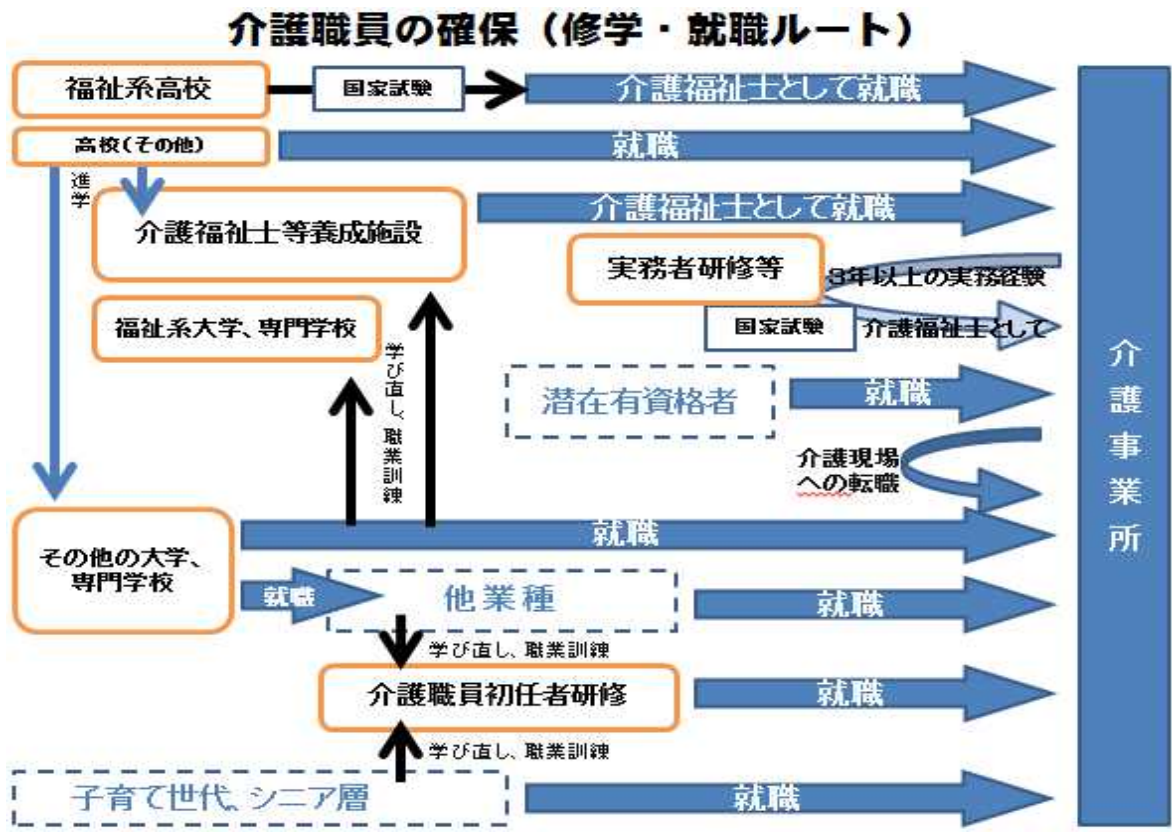 介護職員の確保（修学・就職ルート）
福祉系高校
国家試験
介護福祉士として就職
高校（その他）
就職
進学
介護福祉士等養成施設
介護福祉士として就職
実務者研修等
3年以上の実務経験
福祉系大学、専門学校
国家試験
介護福祉士として
学び直し、職業訓練
潜在有資格者
就職
介護現場
への転職
介護事業所
その他の大学、
専門学校
就職
就職
他業種
就職
学び直し、職業訓練
介護職員初任者研修
就職
学び直し、職業訓練
子育て世代、シニア層
就職